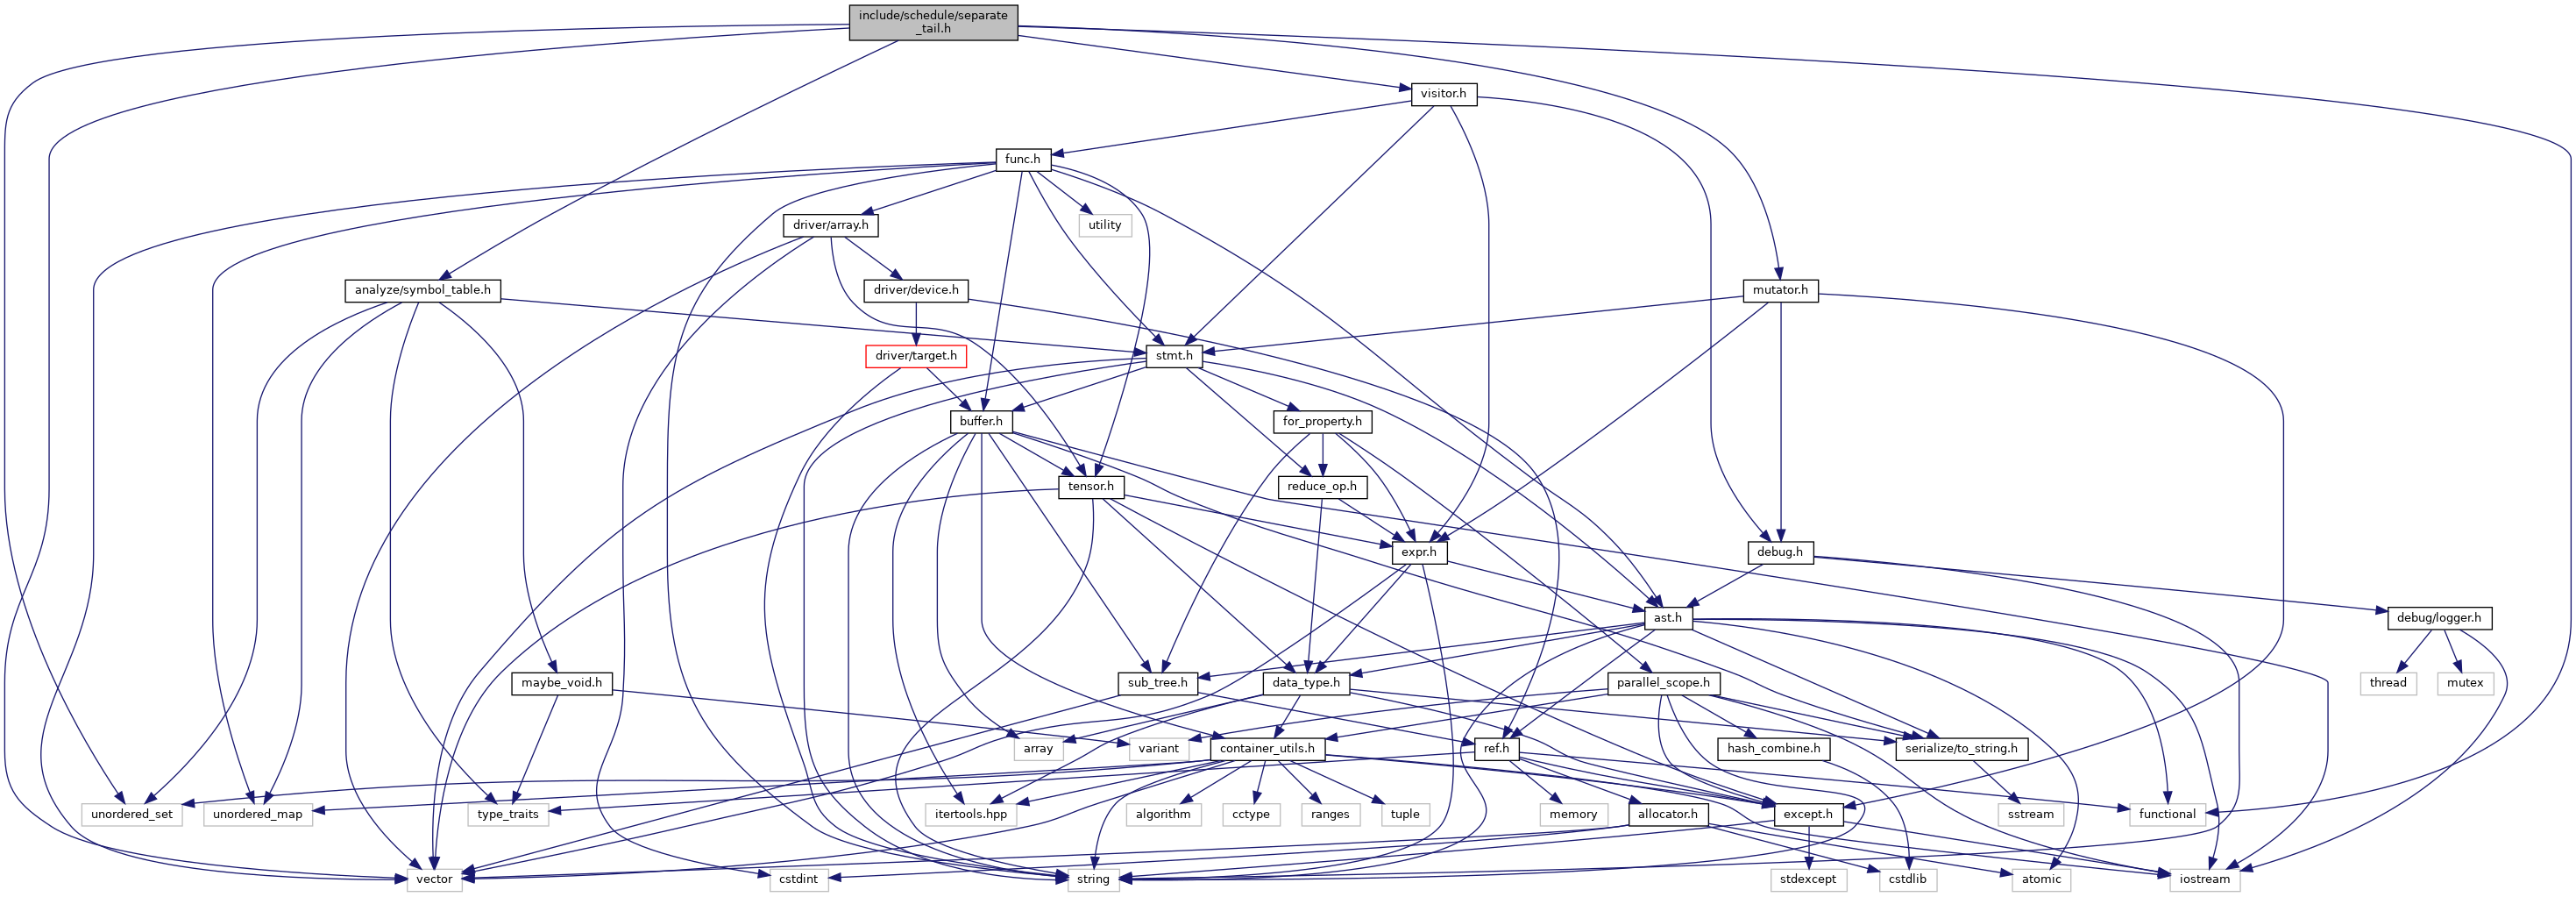 include/schedule/separate
_tail.h
visitor.h
func.h
driver/array.h
utility
analyze/symbol_table.h
driver/device.h
mutator.h
driver/target.h
stmt.h
buffer.h
for_property.h
tensor.h
reduce_op.h
expr.h
debug.h
ast.h
debug/logger.h
maybe_void.h
sub_tree.h
data_type.h
parallel_scope.h
thread
mutex
array
variant
container_utils.h
ref.h
hash_combine.h
serialize/to_string.h
unordered_set
unordered_map
type_traits
itertools.hpp
algorithm
cctype
ranges
tuple
memory
allocator.h
except.h
sstream
functional
vector
cstdint
string
stdexcept
cstdlib
atomic
iostream